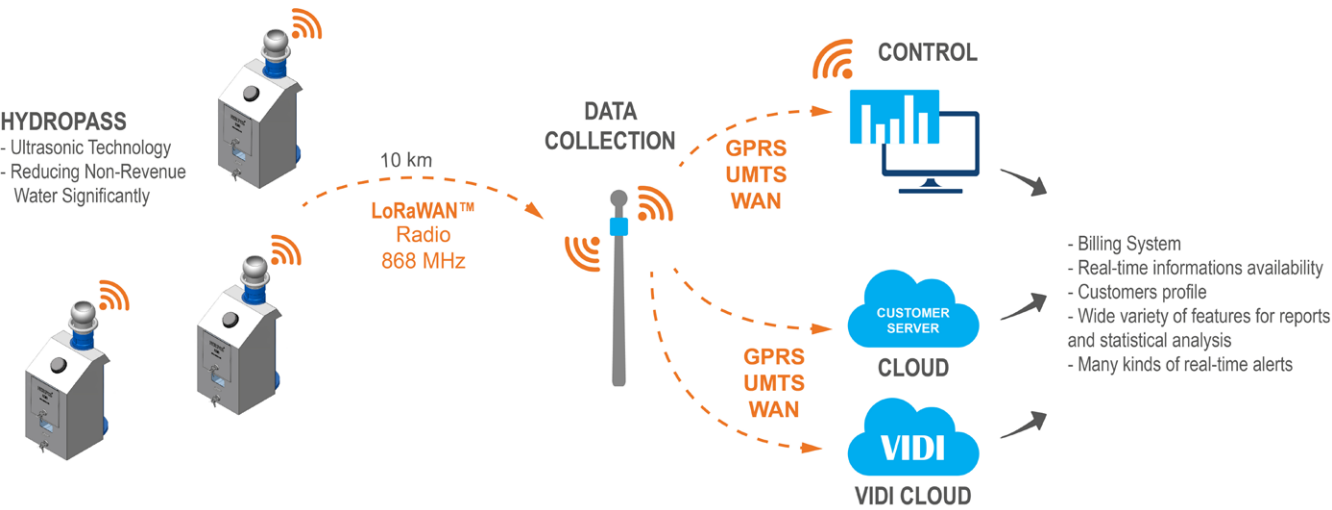 HYDROPASS
- Ultrasonic Technology
- Reducing Non-Revenue
Water Significantly
10 km
LoRaWAN™
Radio
868 MHz
DATA
COLLECTION
GPRS
UMTS
WAN
GPRS
UMTS
WAN
CONTROL
CUSTOMER
SERVER
CLOUD
VIDI
VIDI CLOUD
- Billing System
- Real-time informations availability
- Customers profile
- Wide variety of features for reports
and statistical analysis
- Many kinds of real-time alerts